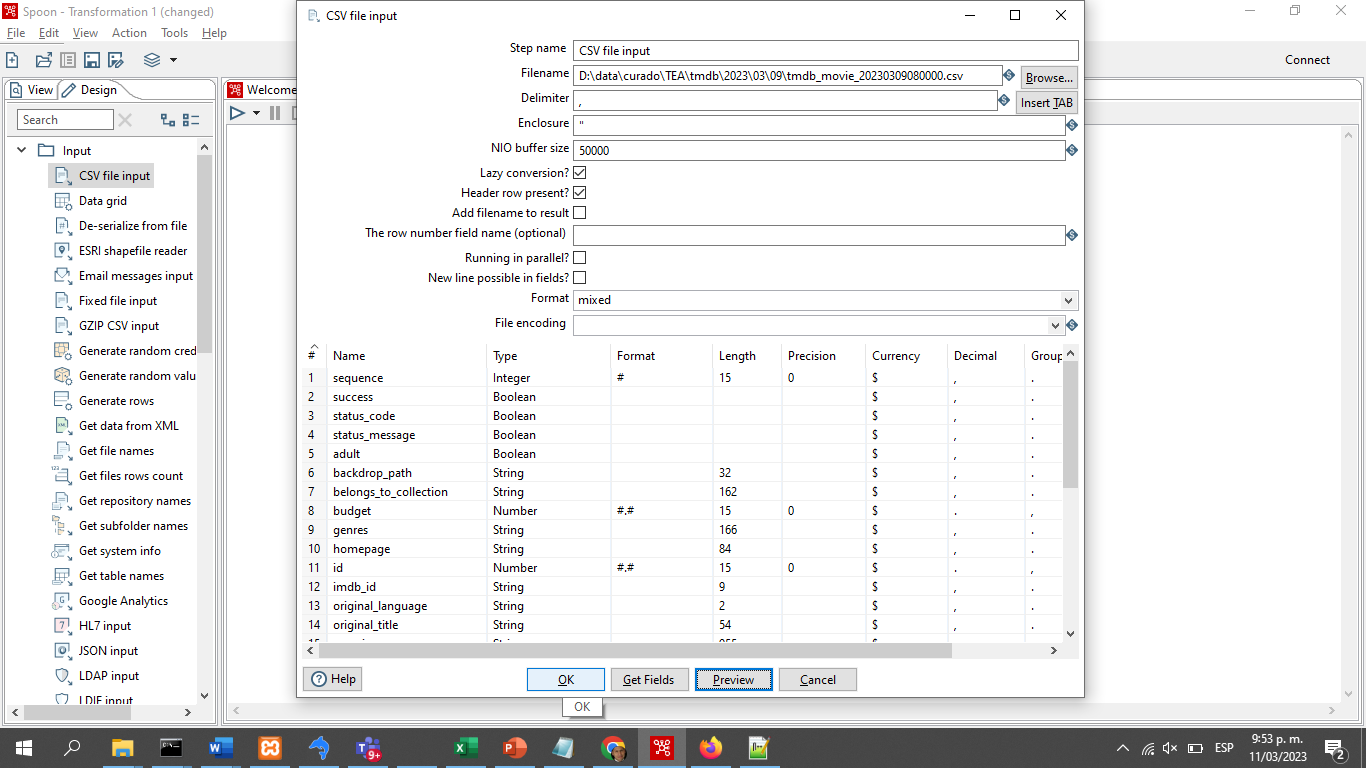 Spoon - Transformation 1 (changed)
File Edit View Action Tools Help
Connect
View Design
Welcome
Search
Input
CSV file input
Data grid
De-serialize from file
ESRI shapefile reader
Email messages input
Fixed file input
GZIP CSV input
Generate random cred
Generate random valu
Generate rows
Get data from XML
Get file names
Get files rows count
Get repository names
Get subfolder names
Get system info
Get table names
Google Analytics
HL7 input
JSON input
LDAP input
LDIF input
CSV file input
Step name CSV file input
Filename D:\data\curado\TEA\tmdb\2023\03\09\tmdb_movie_20230309080000.csv Browse...
Delimiter , Insert TAB
Enclosure "
NIO buffer size 50000
Lazy conversion?
Header row present?
Add filename to result
The row number field name (optional)
Running in parallel?
New line possible in fields?
Format mixed
File encoding
# Name Type Format Length Precision Currency Decimal Group
1 sequence Integer # 15 0 $ , .
2 success Boolean $ , .
3 status_code Boolean $ , .
4 status_message Boolean $ , .
5 adult Boolean $ , .
6 backdrop_path String 32 $ , .
7 belongs_to_collection String 162 $ , .
8 budget Number #.# 15 0 $ . ,
9 genres String 166 $ , .
10 homepage String 84 $ , .
11 id Number #.# 15 0 $ . ,
12 imdb_id String 9 $ , .
13 original_language String 2 $ , .
14 original_title String 54 $ , .
Help OK Get Fields Preview Cancel
OK
9+
ESP
9:53 p. m.
11/03/2023
2